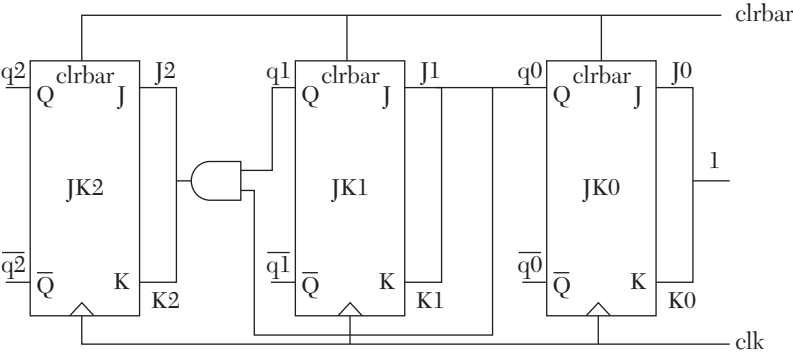 clrbar
q2 clrbar J2 q1 clrbar J1 q0 clrbar J0
Q J Q J Q J
1
JK2 JK1 JK0
q̅2̅ q̅1̅ q̅0̅
Q̅ K K2 Q̅ K K1 Q̅ K K0
clk